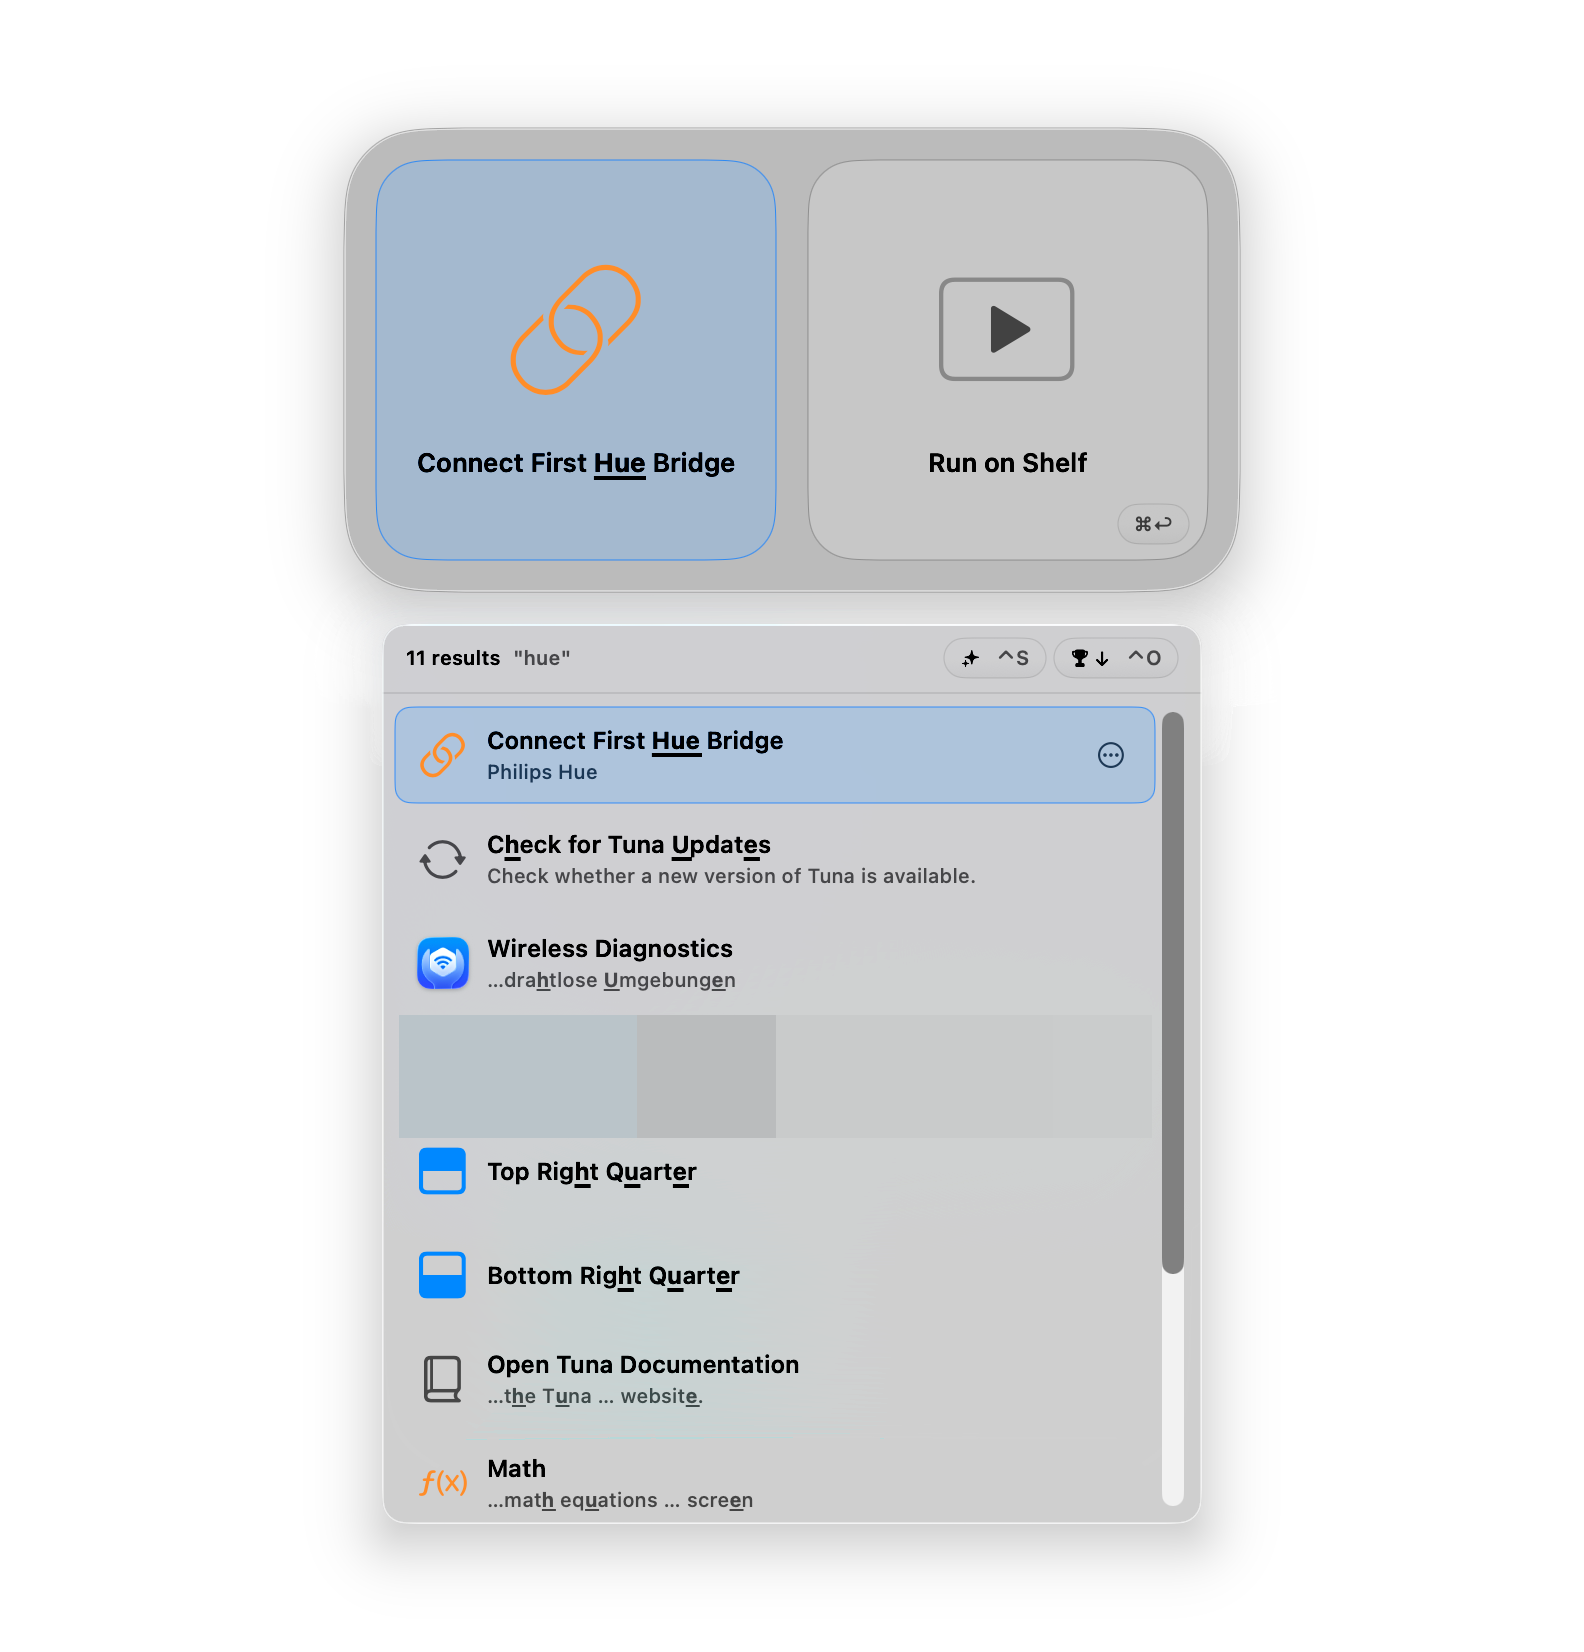 Connect First Hue Bridge
Run on Shelf
⌘↩
11 results "hue"
^S
^O
Connect First Hue Bridge
Philips Hue
Check for Tuna Updates
Check whether a new version of Tuna is available.
Wireless Diagnostics
...drahtlose Umgebungen
Top Right Quarter
Bottom Right Quarter
Open Tuna Documentation
...the Tuna ... website.
f(x)
Math
...math equations ... screen